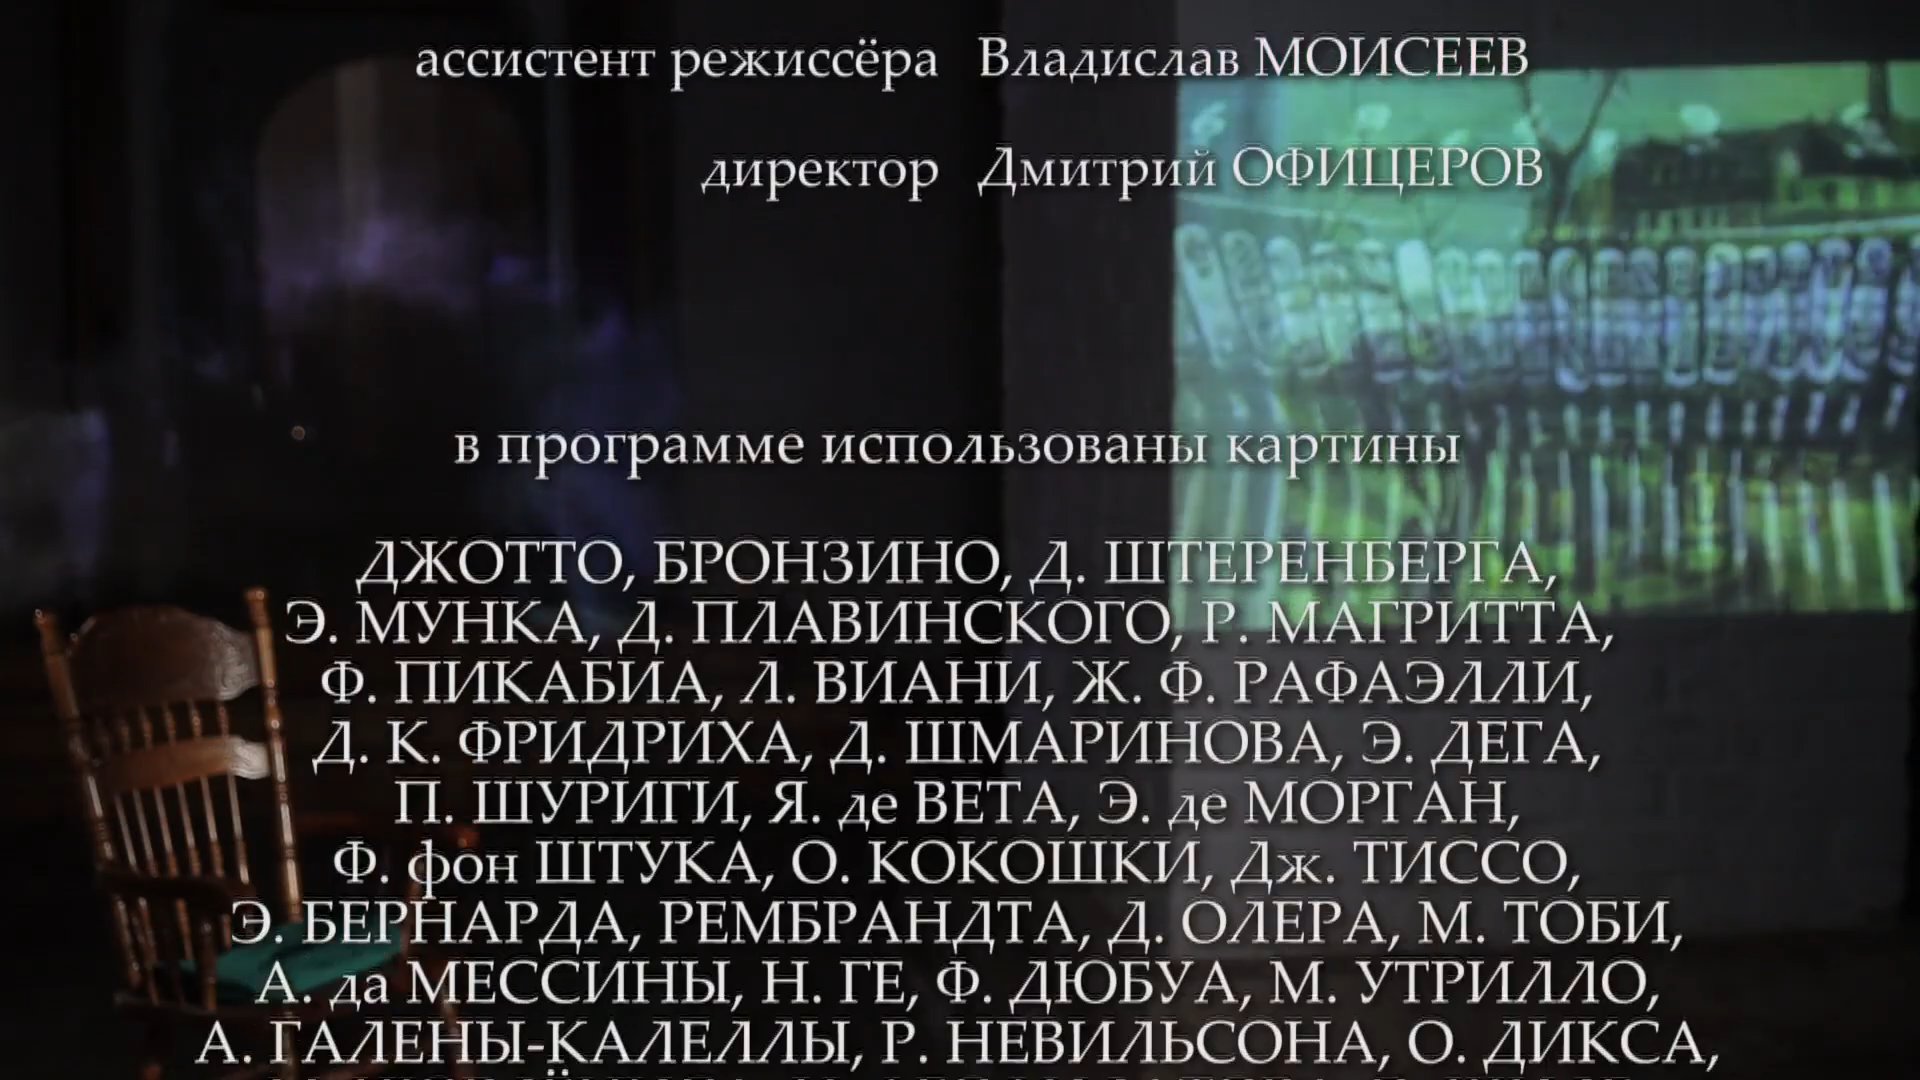 ассистент режиссёра Владислав МОИСЕЕВ
директор Дмитрий ОФИЦЕРОВ
в программе использованы картины
ДЖОТТО, БРОНЗИНО, Д. ШТЕРЕНБЕРГА,
Э. МУНКА, Д. ПЛАВИНСКОГО, Р. МАГРИТТА,
Ф. ПИКАБИА, Л. ВИАНИ, Ж. Ф. РАФАЭЛЛИ,
Д. К. ФРИДРИХА, Д. ШМАРИНОВА, Э. ДЕГА,
П. ШУРИГИ, Я. де ВЕТА, Э. де МОРГАН,
Ф. фон ШТУКА, О. КОКОШКИ, Дж. ТИССО,
Э. БЕРНАРДА, РЕМБРАНДТА, Д. ОЛЕРА, М. ТОБИ,
А. да МЕССИНЫ, Н. ГЕ, Ф. ДЮБУА, М. УТРИЛЛО,
А. ГАЛЕНЫ-КАЛЕЛЛЫ, Р. НЕВИЛЬСОНА, О. ДИКСА,